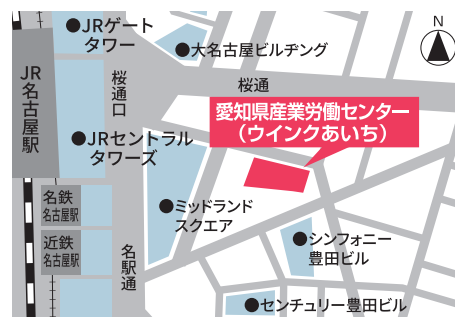 JRゲート
タワー
大名古屋ビルヂング
N
JR名古屋駅
桜通口
桜通
愛知県産業労働センター
(ウインクあいち)
JRセントラル
タワーズ
名鉄
名古屋駅
ミッドランド
スクエア
近鉄
名古屋駅
名駅通
シンフォニー
豊田ビル
センチュリー豊田ビル